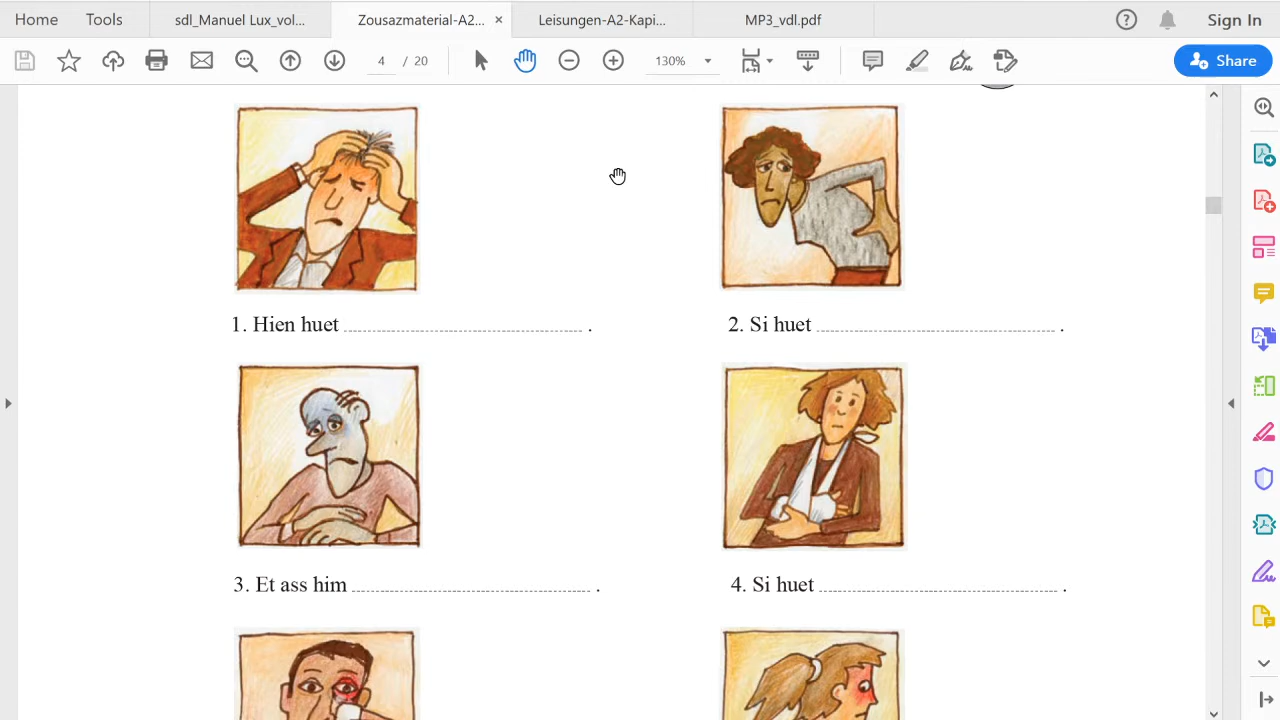 Home Tools sdl_Manuel Lux_vol... Zousazmaterial-A2... × Leisungen-A2-Kapi... MP3_vdl.pdf ? Sign In
4 / 20 130% Share
1. Hien huet .
2. Si huet .
3. Et ass him .
4. Si huet .